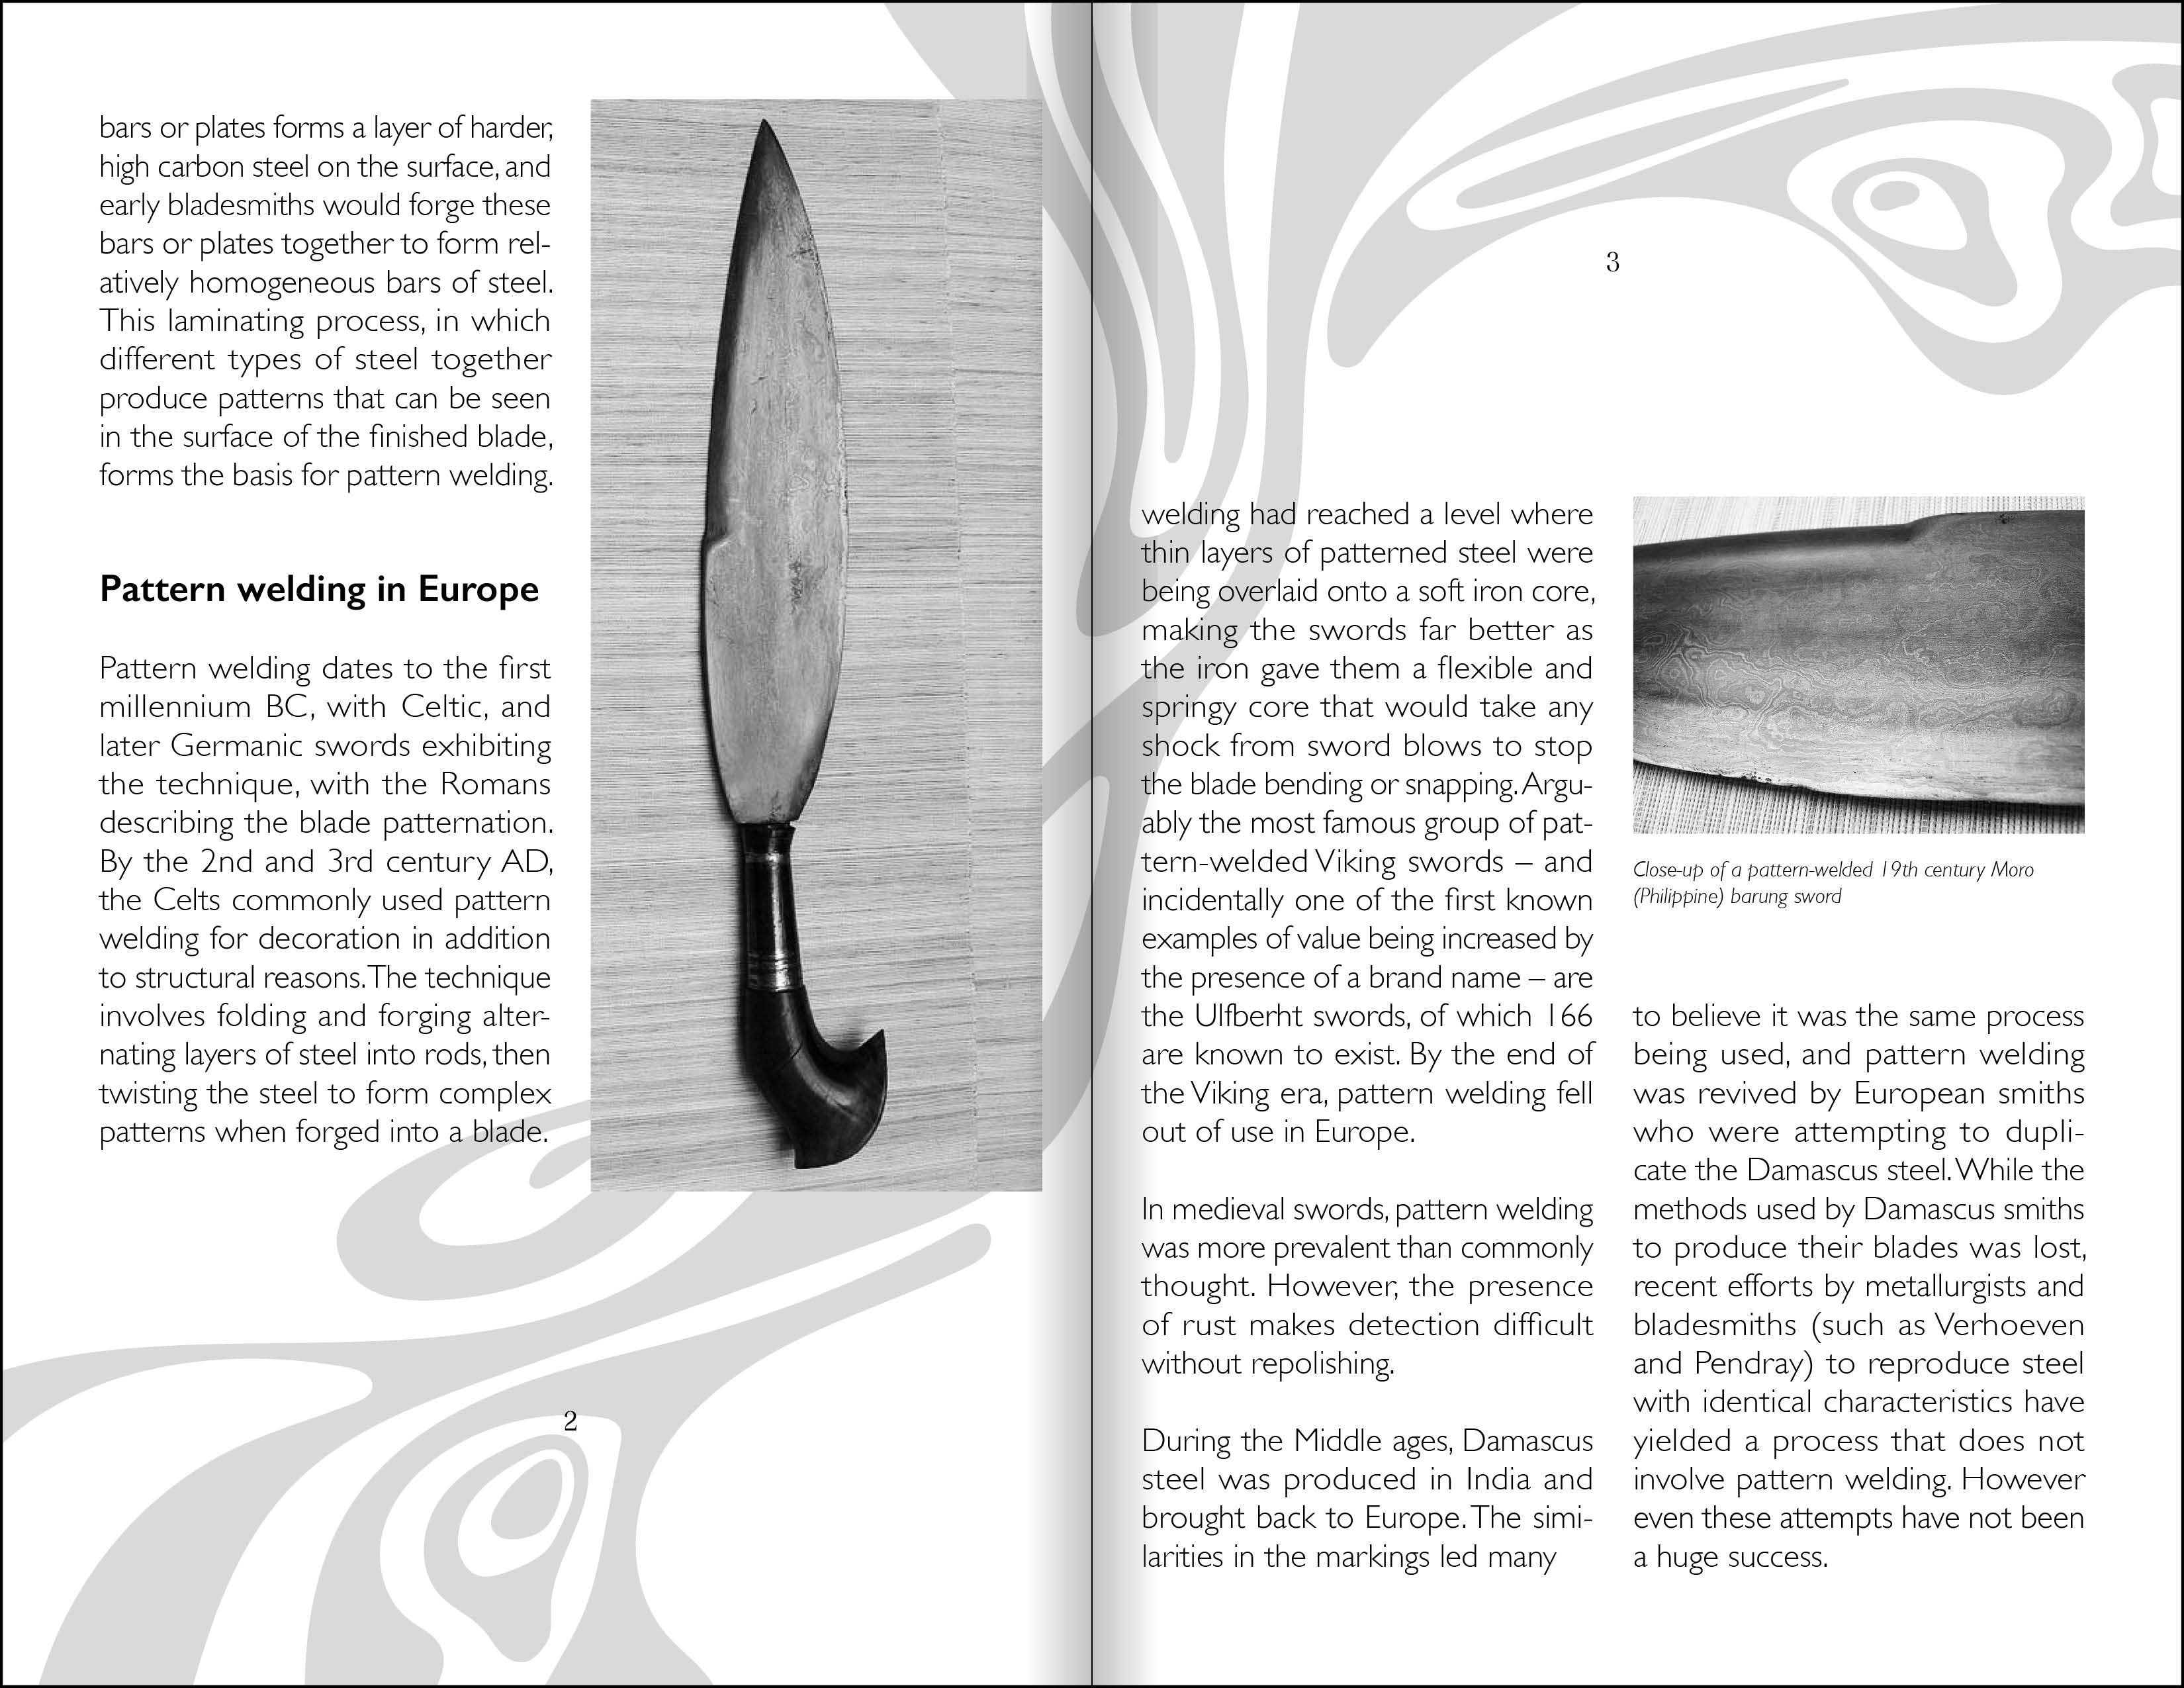 bars or plates forms a layer of harder,
high carbon steel on the surface, and
early bladesmiths would forge these
bars or plates together to form rel-
atively homogeneous bars of steel.
This laminating process, in which
different types of steel together
produce patterns that can be seen
in the surface of the finished blade,
forms the basis for pattern welding.
Pattern welding in Europe
Pattern welding dates to the first
millennium BC, with Celtic, and
later Germanic swords exhibiting
the technique, with the Romans
describing the blade patternation.
By the 2nd and 3rd century AD,
the Celts commonly used pattern
welding for decoration in addition
to structural reasons. The technique
involves folding and forging alter-
nating layers of steel into rods, then
twisting the steel to form complex
patterns when forged into a blade.
2
3
welding had reached a level where
thin layers of patterned steel were
being overlaid onto a soft iron core,
making the swords far better as
the iron gave them a flexible and
springy core that would take any
shock from sword blows to stop
the blade bending or snapping. Argu-
ably the most famous group of pat-
tern-welded Viking swords – and
incidentally one of the first known
examples of value being increased by
the presence of a brand name – are
the Ulfberht swords, of which 166
are known to exist. By the end of
the Viking era, pattern welding fell
out of use in Europe.
In medieval swords, pattern welding
was more prevalent than commonly
thought. However, the presence
of rust makes detection difficult
without repolishing.
During the Middle ages, Damascus
steel was produced in India and
brought back to Europe. The simi-
larities in the markings led many
Close-up of a pattern-welded 19th century Moro
(Philippine) barung sword
to believe it was the same process
being used, and pattern welding
was revived by European smiths
who were attempting to dupli-
cate the Damascus steel. While the
methods used by Damascus smiths
to produce their blades was lost,
recent efforts by metallurgists and
bladesmiths (such as Verhoeven
and Pendray) to reproduce steel
with identical characteristics have
yielded a process that does not
involve pattern welding. However
even these attempts have not been
a huge success.